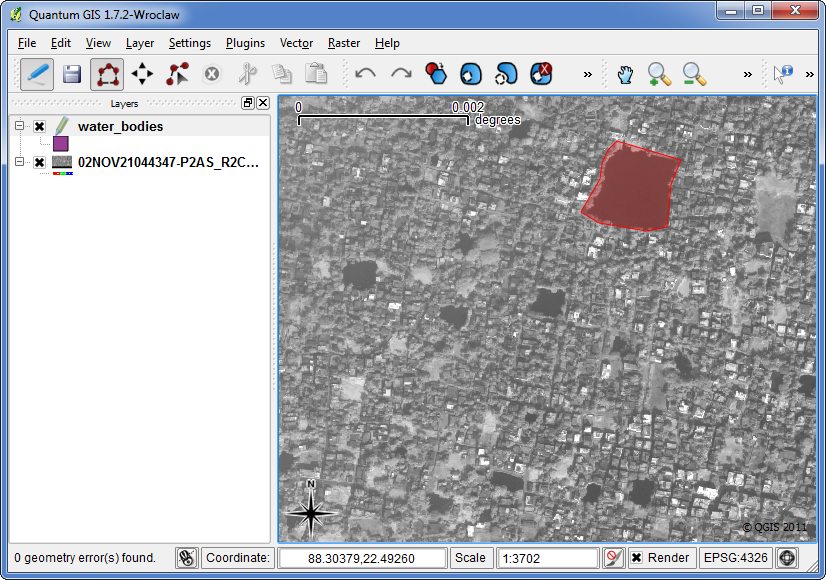 Quantum GIS 1.7.2-Wroclaw
File Edit View Layer Settings Plugins Vector Raster Help
Layers
water_bodies
02NOV21044347-P2AS_R2C...
0 0.002
degrees
N
© QGIS 2011
0 geometry error(s) found. Coordinate: 88.30379,22.49260 Scale 1:3702 Render EPSG:4326